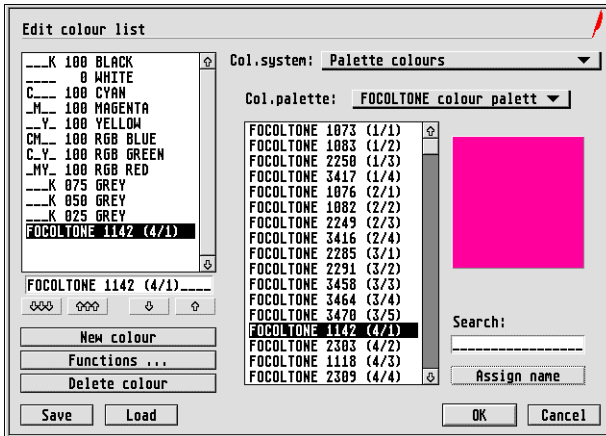 Edit colour list
___K 100 BLACK
____   0 WHITE
C___ 100 CYAN
_M__ 100 MAGENTA
__Y_ 100 YELLOW
CM__ 100 RGB BLUE
C_Y_ 100 RGB GREEN
_MY_ 100 RGB RED
___K 075 GREY
___K 050 GREY
___K 025 GREY
FOCOLTONE 1142 (4/1)
FOCOLTONE 1142 (4/1)____
New colour
Functions ...
Delete colour
Save Load
Col.system: Palette colours
Col.palette: FOCOLTONE colour palett
FOCOLTONE 1073 (1/1)
FOCOLTONE 1083 (1/2)
FOCOLTONE 2250 (1/3)
FOCOLTONE 3417 (1/4)
FOCOLTONE 1076 (2/1)
FOCOLTONE 1082 (2/2)
FOCOLTONE 2249 (2/3)
FOCOLTONE 3416 (2/4)
FOCOLTONE 2285 (3/1)
FOCOLTONE 2291 (3/2)
FOCOLTONE 3458 (3/3)
FOCOLTONE 3464 (3/4)
FOCOLTONE 3470 (3/5)
FOCOLTONE 1142 (4/1)
FOCOLTONE 2303 (4/2)
FOCOLTONE 1118 (4/3)
FOCOLTONE 2309 (4/4)
Search:
_______________
Assign name
OK Cancel